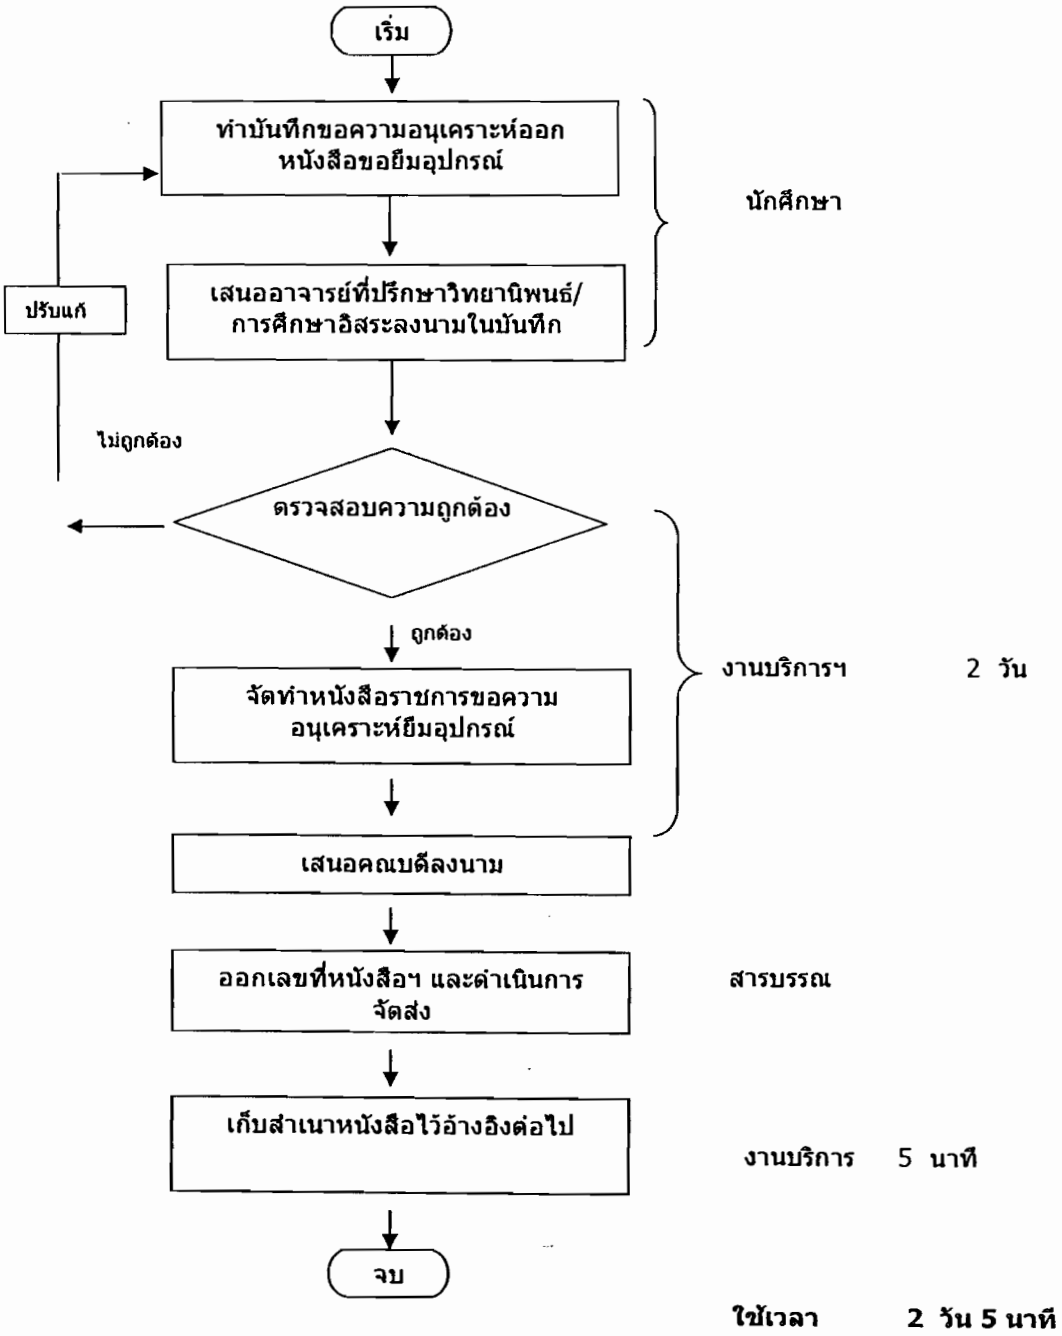 เริ่ม
ทำบันทึกขอความอนุเคราะห์ออก
หนังสือขอยืมอุปกรณ์
นักศึกษา
เสนออาจารย์ที่ปรึกษาวิทยานิพนธ์/
การศึกษาอิสระลงนามในบันทึก
ปรับแก้
ไม่ถูกต้อง
ตรวจสอบความถูกต้อง
ถูกต้อง
งานบริการฯ 2 วัน
จัดทำหนังสือราชการขอความ
อนุเคราะห์ยืมอุปกรณ์
เสนอคณบดีลงนาม
ออกเลขที่หนังสือฯ และดำเนินการ
จัดส่ง
สารบรรณ
เก็บสำเนาหนังสือไว้อ้างอิงต่อไป
งานบริการ 5 นาที
จบ
ใช้เวลา 2 วัน 5 นาที